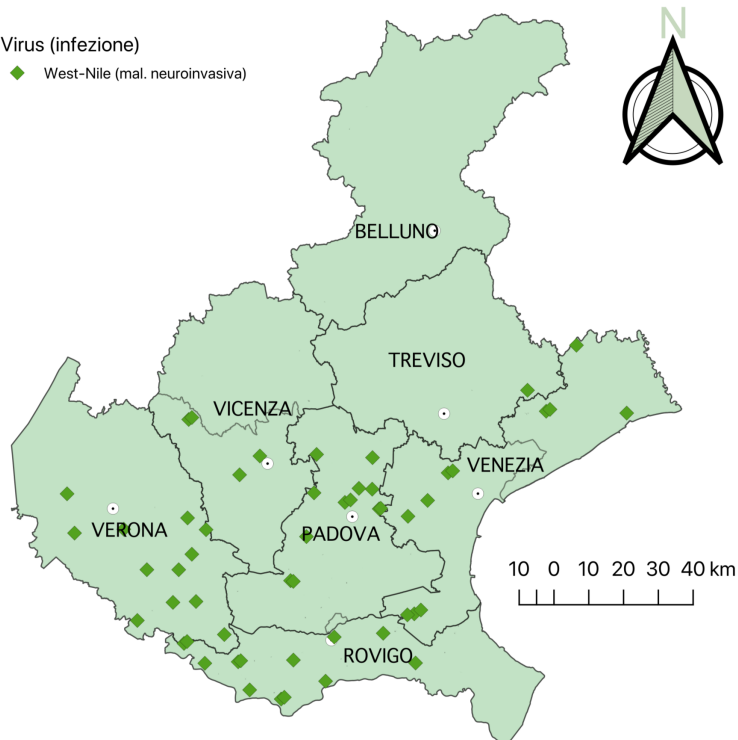 Virus (infezione)
West-Nile (mal. neuroinvasiva)
N
BELLUNO
TREVISO
VICENZA
VENEZIA
VERONA
PADOVA
10 0 10 20 30 40 km
ROVIGO